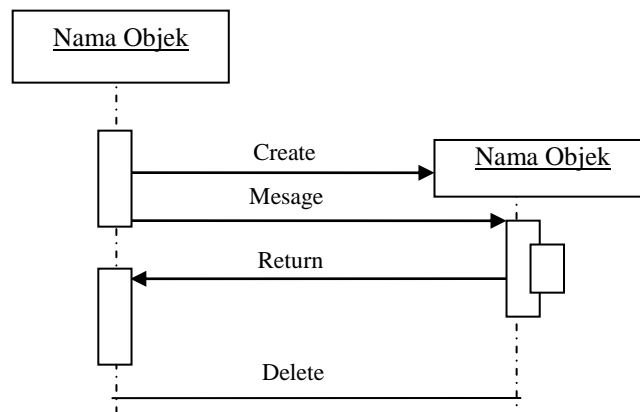 Nama Objek
Create
Nama Objek
Mesage
Return
Delete